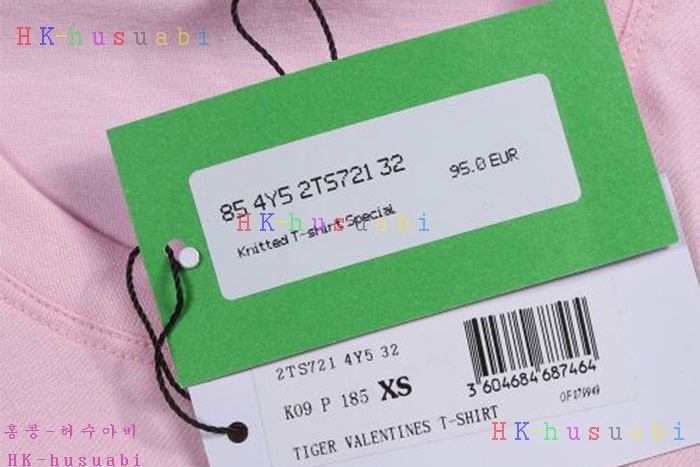 HK-husuabi
85 4Y5 2TS721 32
95.0 EUR
HK-husuabi
Knitted T-shirt Special
2TS721 4Y5 32
K09 P 185 XS
3 604684 687464
TIGER VALENTINES T-SHIRT
홍콩-허수아비
HK-husuabi
HK-husuabi